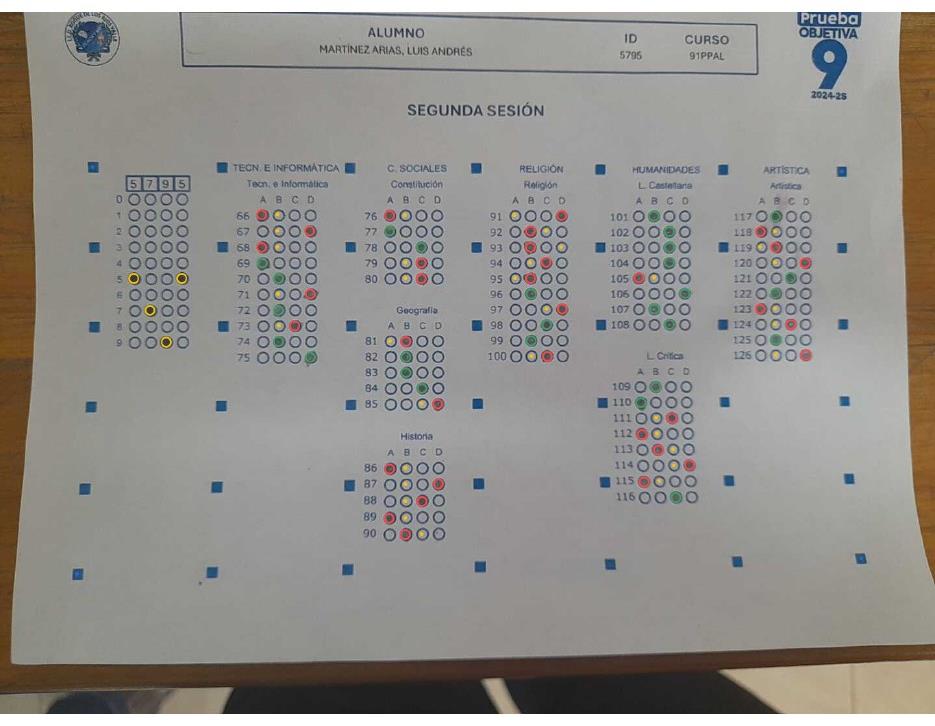 ALUMNO
MARTÍNEZ ARIAS, LUIS ANDRÉS
ID
5795
CURSO
91PPAL
Prueba
OBJETIVA
9
2024-25
SEGUNDA SESIÓN
5 7 9 5
0
1
2
3
4
5
6
7
8
9
TECN. E INFORMÁTICA
Tecn. e Informática
A B C D
66
67
68
69
70
71
72
73
74
75
C. SOCIALES
Constitución
A B C D
76
77
78
79
80
Geografía
A B C D
81
82
83
84
85
Historia
A B C D
86
87
88
89
90
RELIGIÓN
Religión
A B C D
91
92
93
94
95
96
97
98
99
100
HUMANIDADES
L. Castellana
A B C D
101
102
103
104
105
106
107
108
L. Crítica
A B C D
109
110
111
112
113
114
115
116
ARTÍSTICA
Artística
A B C D
117
118
119
120
121
122
123
124
125
126